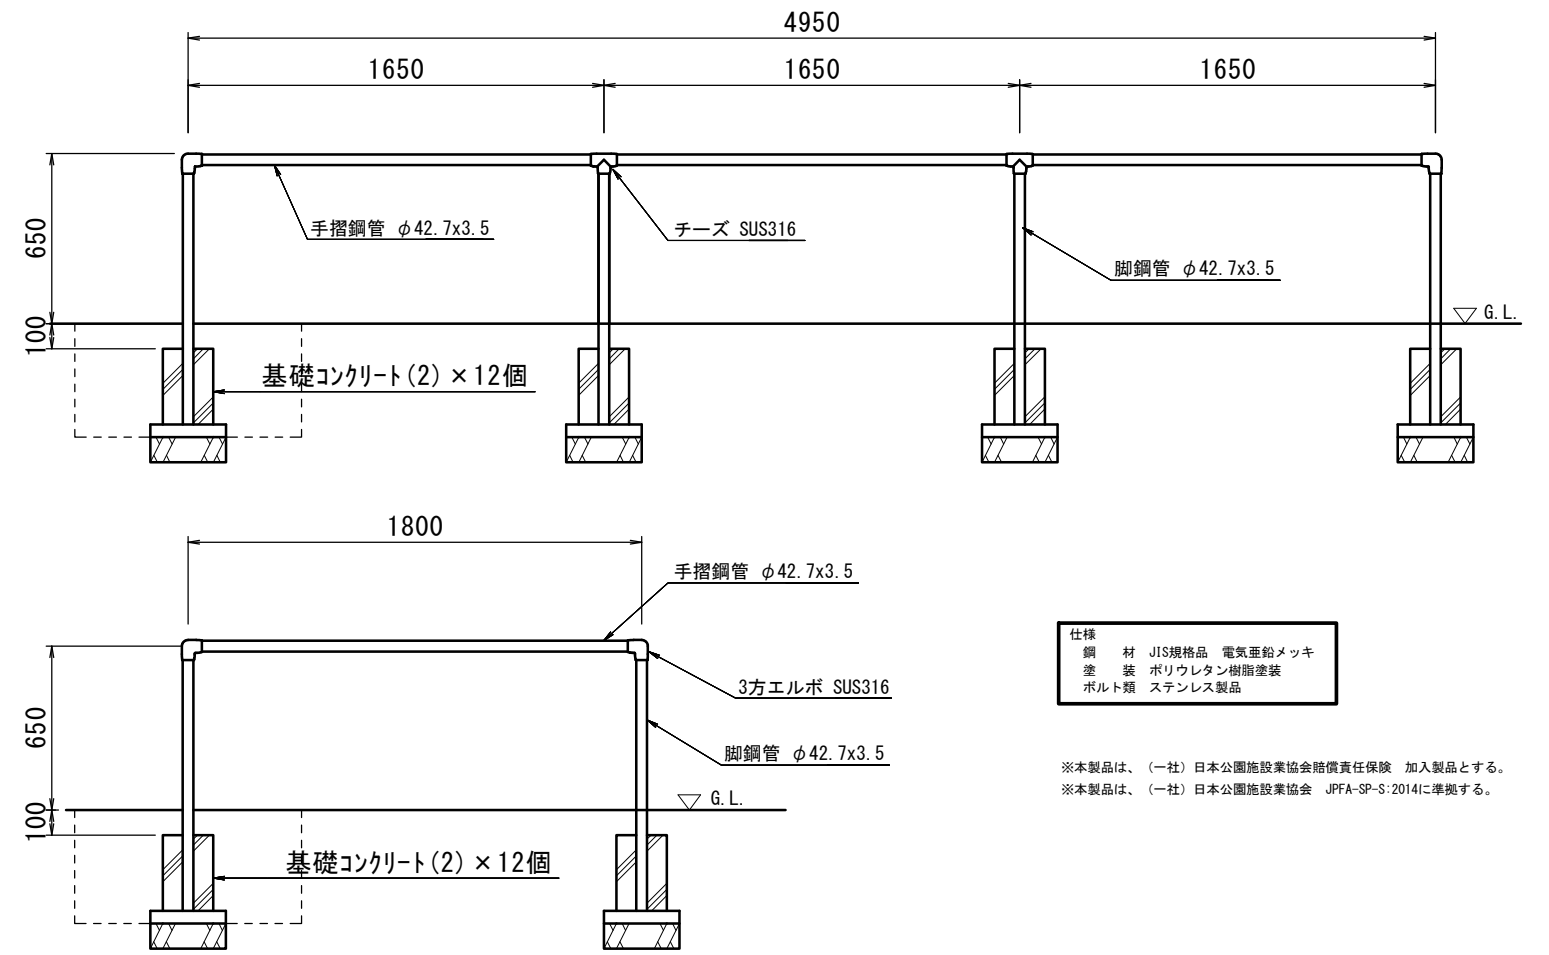 4950
1650
1650
1650
650
手摺鋼管 φ42.7x3.5
チーズ SUS316
脚鋼管 φ42.7x3.5
G.L.
100
基礎コンクリート(2)×12個
1800
手摺鋼管 φ42.7x3.5
3方エルボ SUS316
650
脚鋼管 φ42.7x3.5
G.L.
100
基礎コンクリート(2)×12個
仕様
鋼　材　JIS規格品　電気亜鉛メッキ
塗　装　ポリウレタン樹脂塗装
ボルト類　ステンレス製品
※本製品は、（一社）日本公園施設業協会賠償責任保険　加入製品とする。
※本製品は、（一社）日本公園施設業協会　JPFA-SP-S:2014に準拠する。